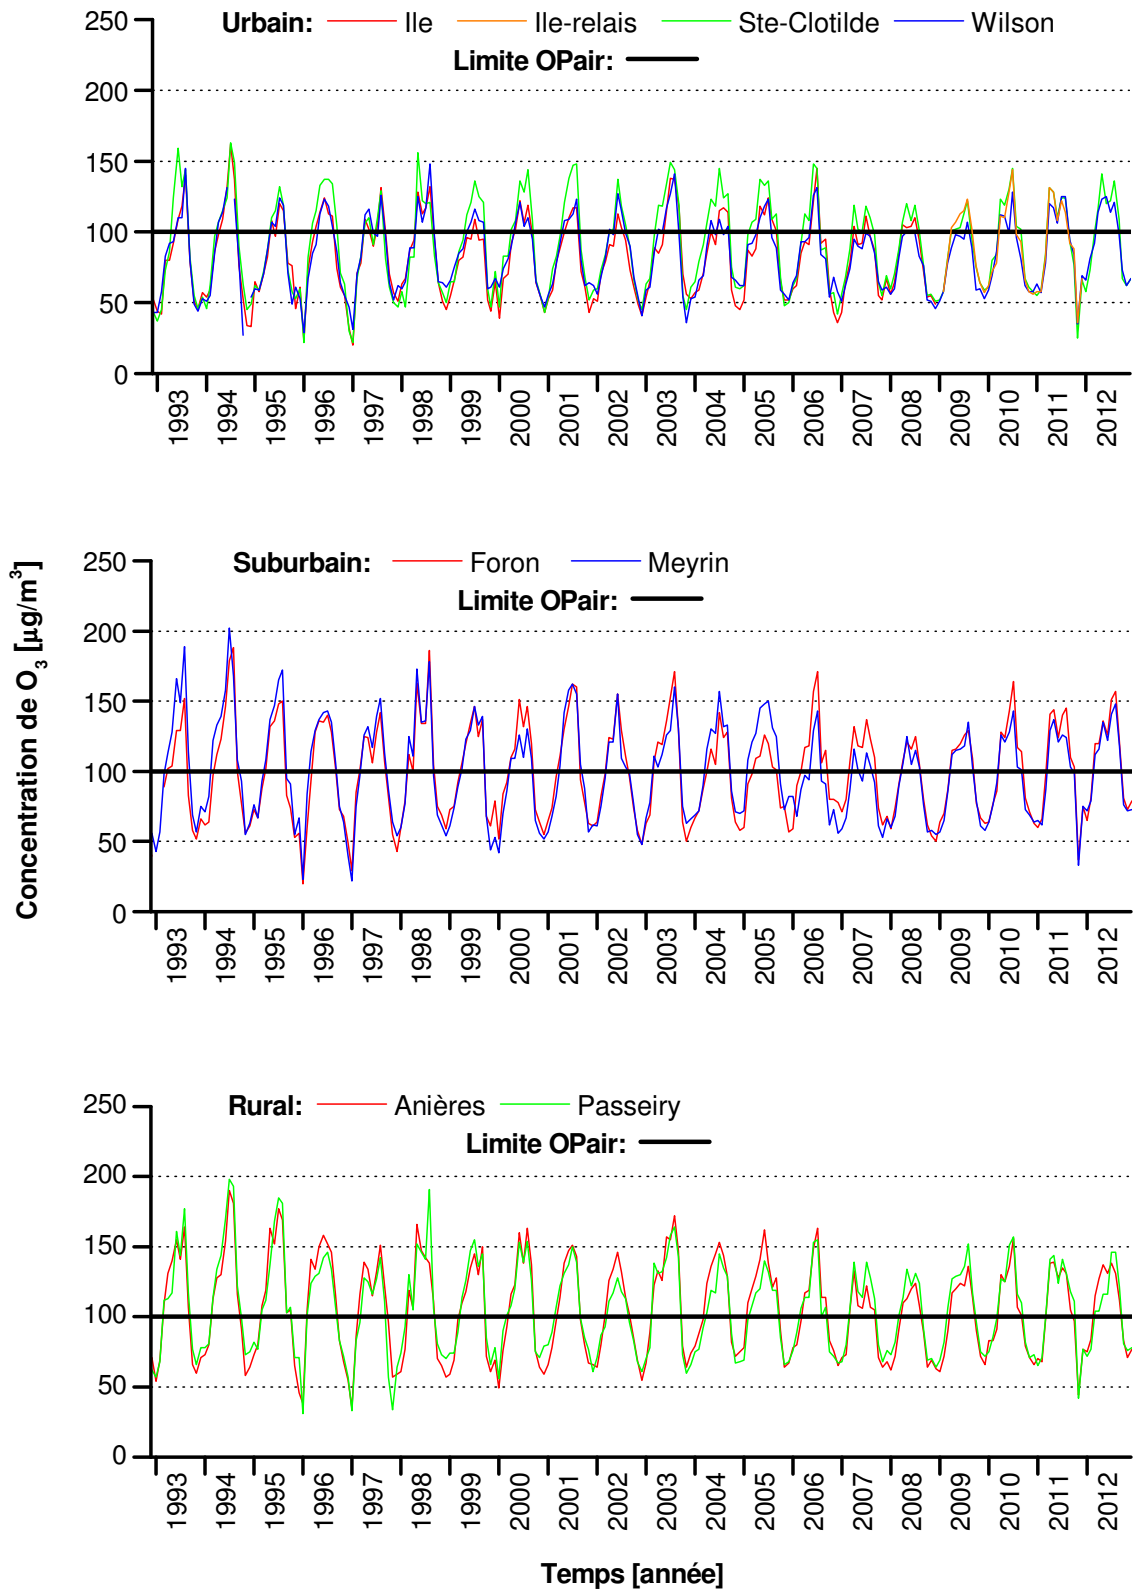 Urbain: Ile Ile-relais Ste-Clotilde Wilson
Limite OPair:
250
200
150
100
50
0
1993 1994 1995 1996 1997 1998 1999 2000 2001 2002 2003 2004 2005 2006 2007 2008 2009 2010 2011 2012
Concentration de O3 [µg/m³]
Suburbain: Foron Meyrin
Limite OPair:
250
200
150
100
50
0
1993 1994 1995 1996 1997 1998 1999 2000 2001 2002 2003 2004 2005 2006 2007 2008 2009 2010 2011 2012
Rural: Anières Passeiry
Limite OPair:
250
200
150
100
50
0
1993 1994 1995 1996 1997 1998 1999 2000 2001 2002 2003 2004 2005 2006 2007 2008 2009 2010 2011 2012
Temps [année]